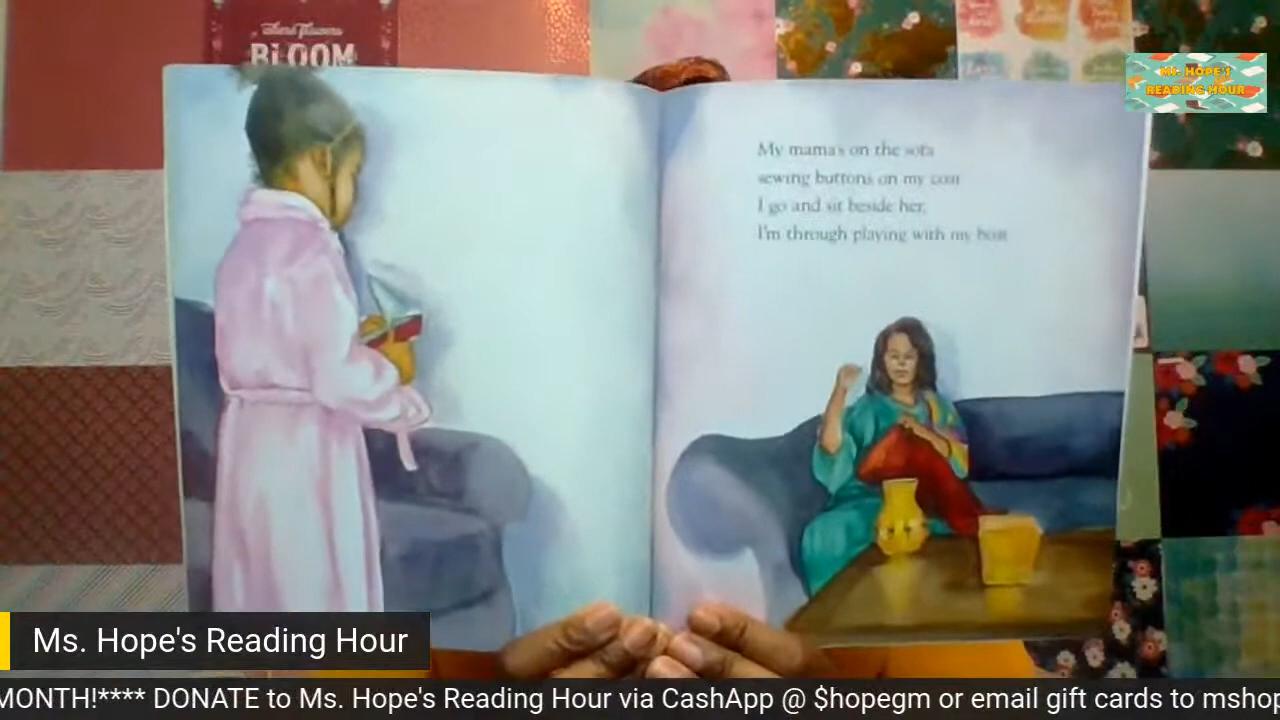 where flowers
BLOOM
MS. HOPE'S
READING HOUR
My mama's on the sofa
sewing buttons on my coat
I go and sit beside her,
I'm through playing with my boat
Ms. Hope's Reading Hour
MONTH!**** DONATE to Ms. Hope's Reading Hour via CashApp @ $hopegm or email gift cards to mshop